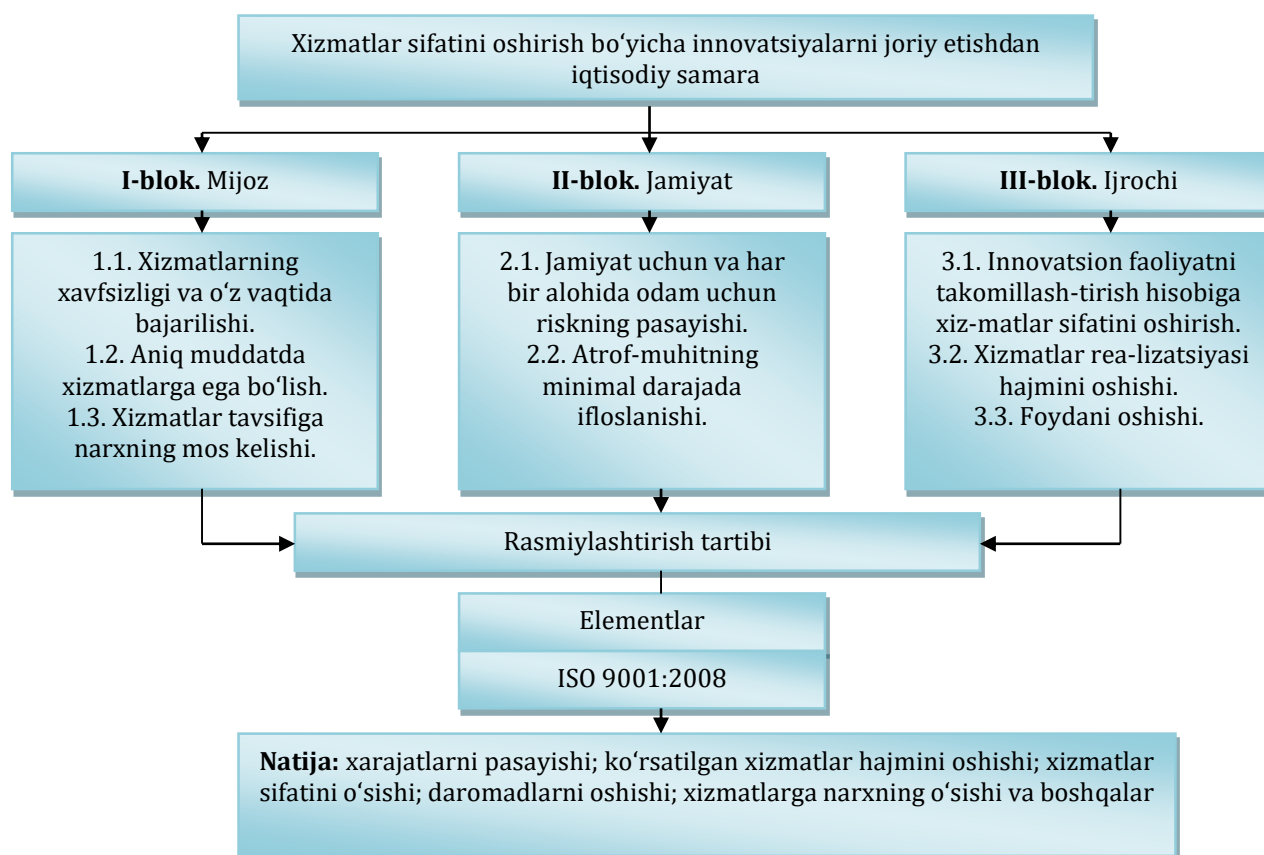 Xizmatlar sifatini oshirish bo‘yicha innovatsiyalarni joriy etishdan
iqtisodiy samara
I-blok. Mijoz
II-blok. Jamiyat
III-blok. Ijrochi
1.1. Xizmatlarning
xavfsizligi va o‘z vaqtida
bajarilishi.
1.2. Aniq muddatda
xizmatlarga ega bo‘lish.
1.3. Xizmatlar tavsifiga
narxning mos kelishi.
2.1. Jamiyat uchun va har
bir alohida odam uchun
riskning pasayishi.
2.2. Atrof-muhitning
minimal darajada
ifloslanishi.
3.1. Innovatsion faoliyatni
takomillash-tirish hisobiga
xiz-matlar sifatini oshirish.
3.2. Xizmatlar rea-lizatsiyasi
hajmini oshishi.
3.3. Foydani oshishi.
Rasmiylashtirish tartibi
Elementlar
ISO 9001:2008
Natija: xarajatlarni pasayishi; ko‘rsatilgan xizmatlar hajmini oshishi; xizmatlar
sifatini o‘sishi; daromadlarni oshishi; xizmatlarga narxning o‘sishi va boshqalar